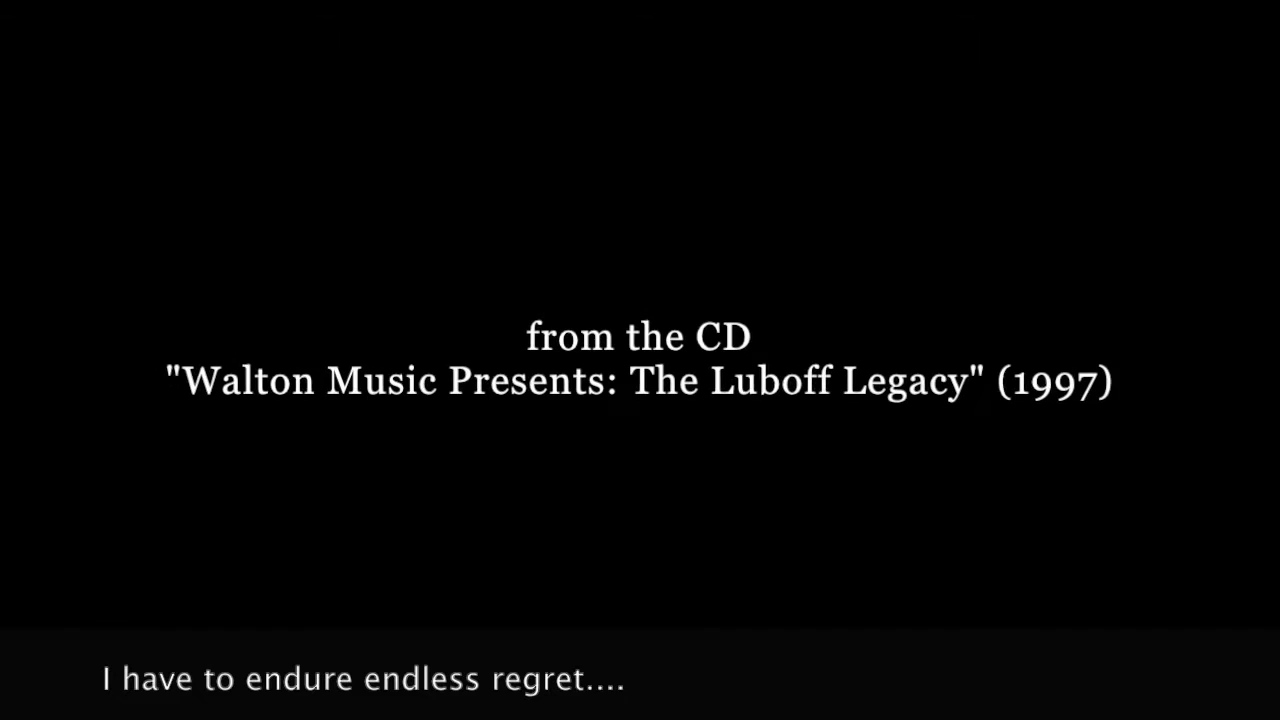 from the CD
"Walton Music Presents: The Luboff Legacy" (1997)
I have to endure endless regret....